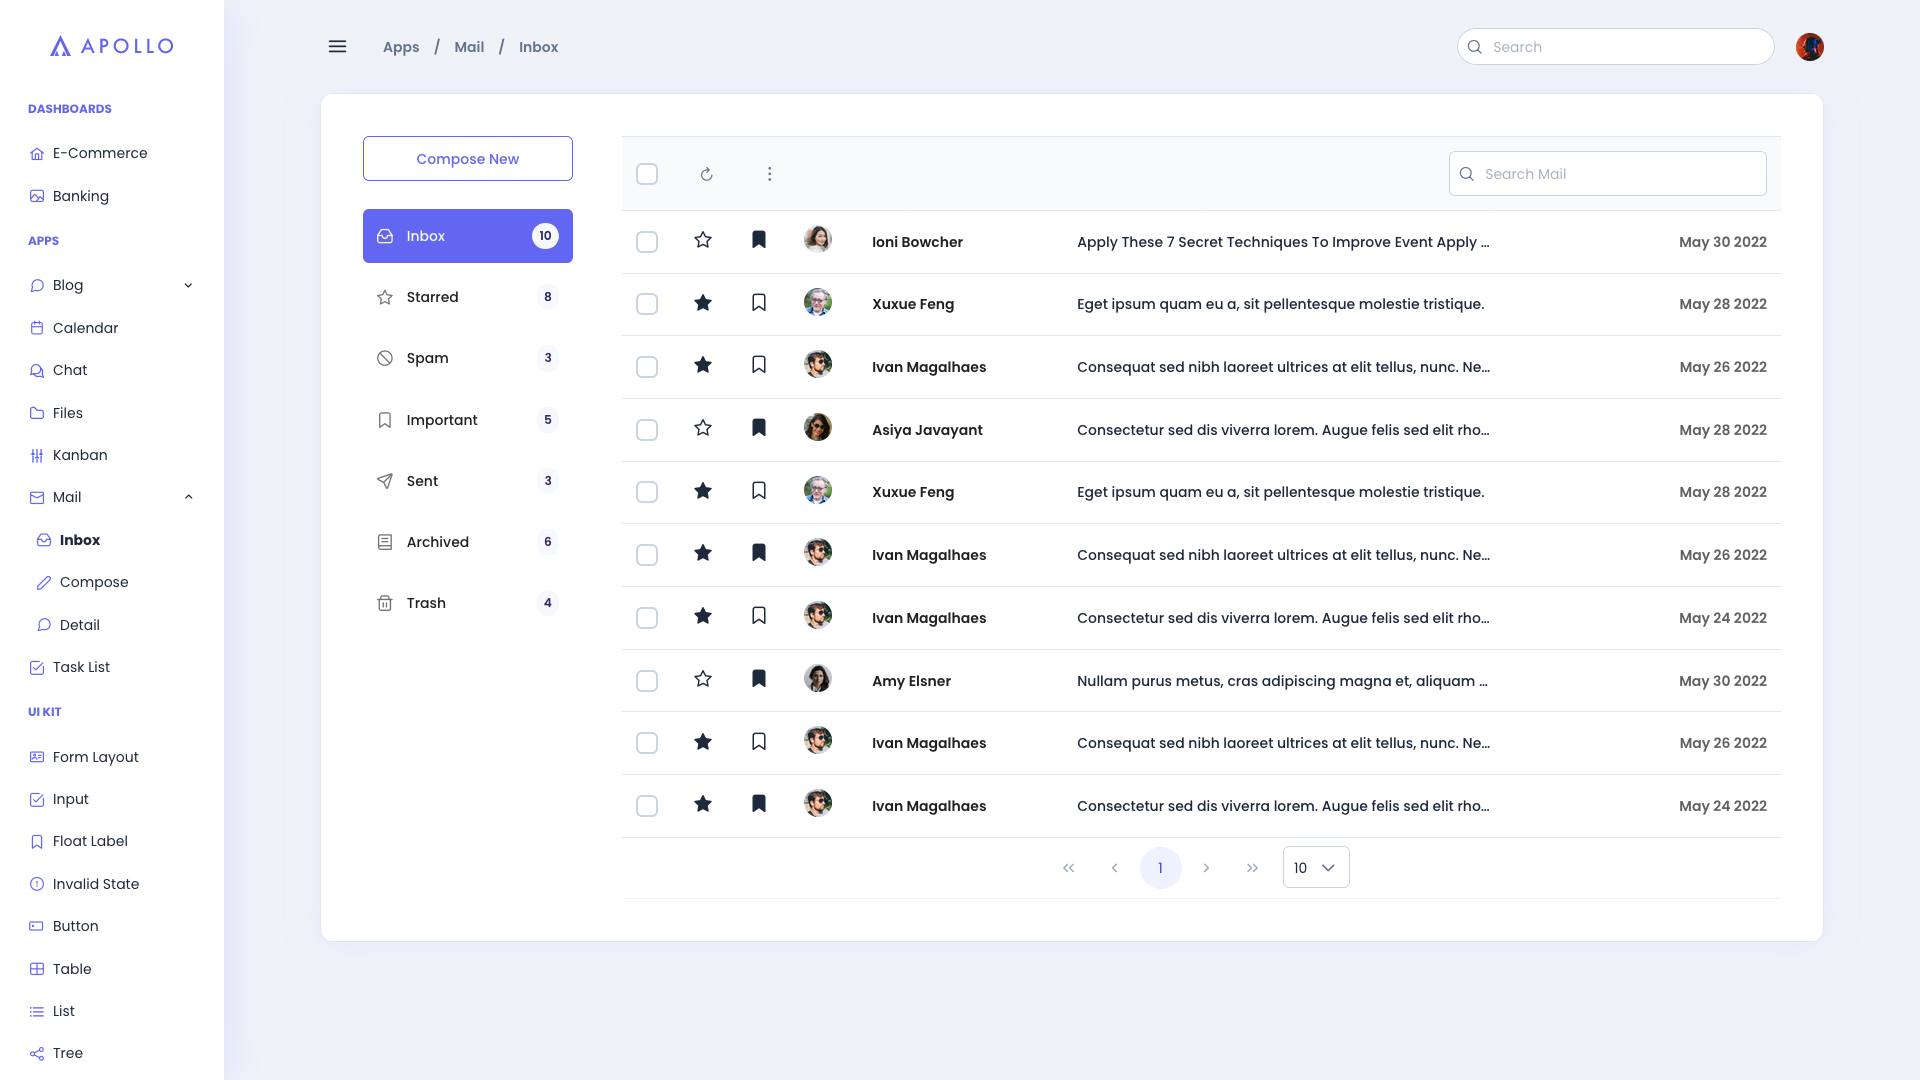 APOLLO
DASHBOARDS
E-Commerce
Banking
APPS
Blog
Calendar
Chat
Files
Kanban
Mail
Inbox
Compose
Detail
Task List
UI KIT
Form Layout
Input
Float Label
Invalid State
Button
Table
List
Tree
Apps / Mail / Inbox
Search
Compose New
Inbox 10
Starred 8
Spam 3
Important 5
Sent 3
Archived 6
Trash 4
Search Mail
Ioni Bowcher Apply These 7 Secret Techniques To Improve Event Apply ... May 30 2022
Xuxue Feng Eget ipsum quam eu a, sit pellentesque molestie tristique. May 28 2022
Ivan Magalhaes Consequat sed nibh laoreet ultrices at elit tellus, nunc. Ne... May 26 2022
Asiya Javayant Consectetur sed dis viverra lorem. Augue felis sed elit rho... May 28 2022
Xuxue Feng Eget ipsum quam eu a, sit pellentesque molestie tristique. May 28 2022
Ivan Magalhaes Consequat sed nibh laoreet ultrices at elit tellus, nunc. Ne... May 26 2022
Ivan Magalhaes Consectetur sed dis viverra lorem. Augue felis sed elit rho... May 24 2022
Amy Elsner Nullam purus metus, cras adipiscing magna et, aliquam ... May 30 2022
Ivan Magalhaes Consequat sed nibh laoreet ultrices at elit tellus, nunc. Ne... May 26 2022
Ivan Magalhaes Consectetur sed dis viverra lorem. Augue felis sed elit rho... May 24 2022
1 10